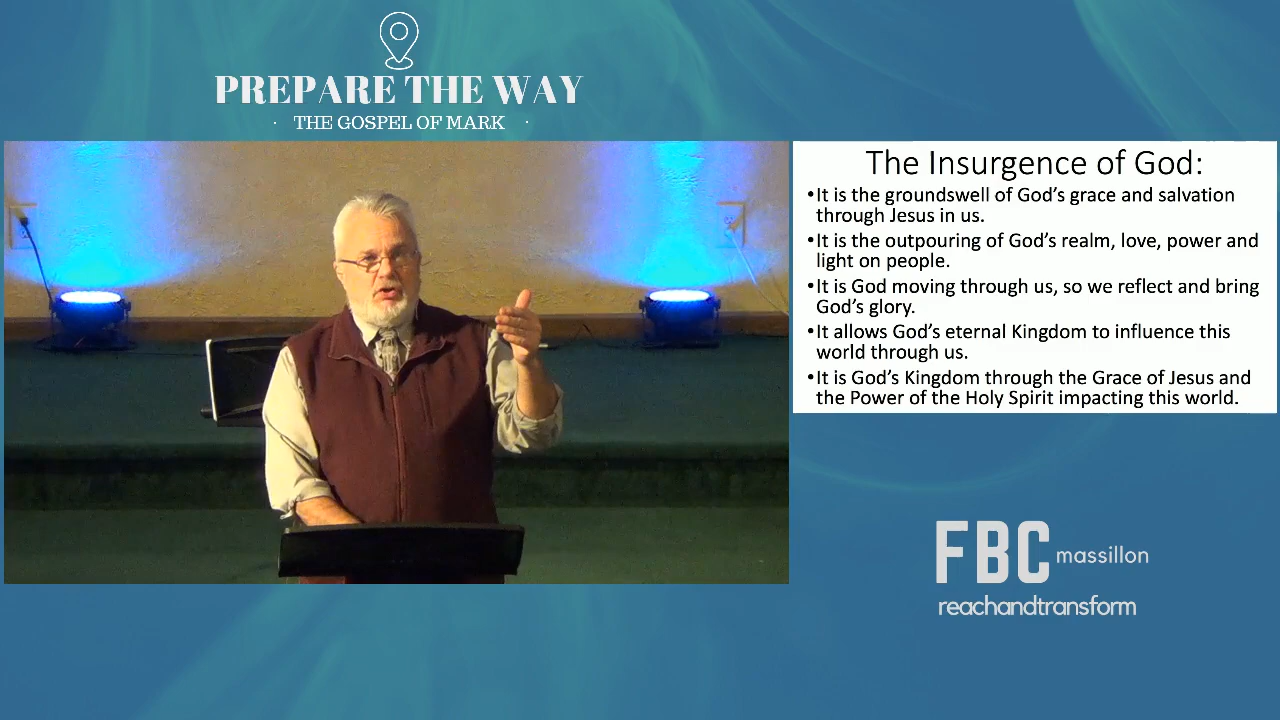 PREPARE THE WAY
· THE GOSPEL OF MARK ·
The Insurgence of God:
•It is the groundswell of God's grace and salvation
through Jesus in us.
•It is the outpouring of God's realm, love, power and
light on people.
•It is God moving through us, so we reflect and bring
God's glory.
•It allows God's eternal Kingdom to influence this
world through us.
•It is God's Kingdom through the Grace of Jesus and
the Power of the Holy Spirit impacting this world.
FBC massillon
reachandtransform